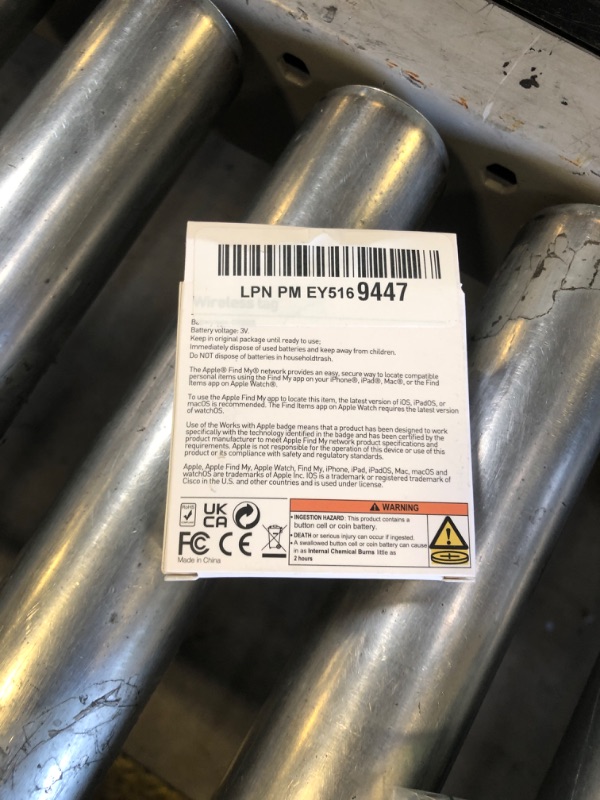 LPN PM EY516 9447
Wireless tag
Battery voltage: 3V.
Keep in original package until ready to use;
Immediately dispose of used batteries and keep away from children.
Do NOT dispose of batteries in householdtrash.
The Apple® Find My® network provides an easy, secure way to locate compatible
personal items using the Find My app on your iPhone®, iPad®, Mac®, or the Find
Items app on Apple Watch®.
To use the Apple Find My app to locate this item, the latest version of iOS, iPadOS, or
macOS is recommended. The Find Items app on Apple Watch requires the latest version
of watchOS.
Use of the Works with Apple badge means that a product has been designed to work
specifically with the technology identified in the badge and has been certified by the
product manufacturer to meet Apple Find My network product specifications and
requirements. Apple is not responsible for the operation of this device or use of this
product or its compliance with safety and regulatory standards.
Apple, Apple Find My, Apple Watch, Find My, iPhone, iPad, iPadOS, Mac, macOS and
watchOS are trademarks of Apple Inc. IOS is a trademark or registered trademark of
Cisco in the U.S. and other countries and is used under license.
RoHS
UK
CA
FC CE
Made in China
WARNING
• INGESTION HAZARD: This product contains a
button cell or coin battery.
• DEATH or serious injury can occur if ingested.
• A swallowed button cell or coin battery can cause
in as Internal Chemical Burns little as
2 hours